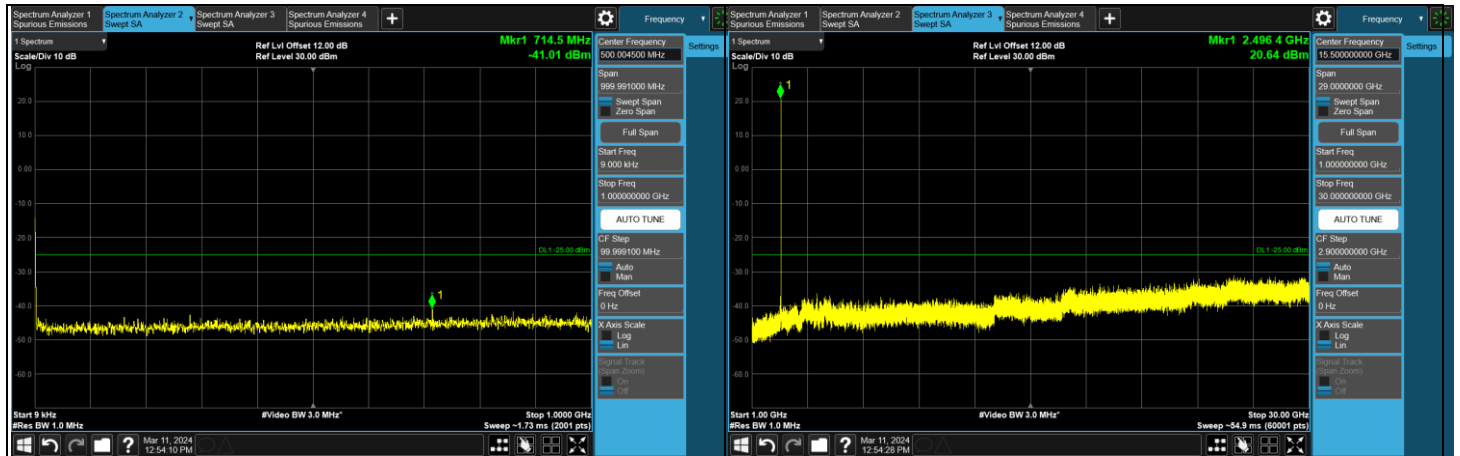 Spectrum Analyzer 1
Spurious Emissions
Spectrum Analyzer 2
Swept SA
Spectrum Analyzer 3
Swept SA
Spectrum Analyzer 4
Spurious Emissions
Frequency
1 Spectrum
Scale/Div 10 dB
Log
Ref Lvl Offset 12.00 dB
Ref Level 30.00 dBm
Mkr1 714.5 MHz
-41.01 dBm
1
20.0
10.0
0.00
-10.0
-20.0
DL1 -25.00 dBm
-30.0
-40.0
-50.0
-60.0
Start 9 kHz
#Video BW 3.0 MHz*
Stop 1.0000 GHz
#Res BW 1.0 MHz
Sweep ~1.73 ms (2001 pts)
Center Frequency
500.004500 MHz
Settings
Span
999.991000 MHz
Swept Span
Zero Span
Full Span
Start Freq
9.000 kHz
Stop Freq
1.000000000 GHz
AUTO TUNE
CF Step
99.999100 MHz
Auto
Man
Freq Offset
0 Hz
X Axis Scale
Log
Lin
Signal Track
(Span Zoom)
On
Off
?
Mar 11, 2024
12:54:10 PM
Spectrum Analyzer 1
Spurious Emissions
Spectrum Analyzer 2
Swept SA
Spectrum Analyzer 3
Swept SA
Spectrum Analyzer 4
Spurious Emissions
Frequency
1 Spectrum
Scale/Div 10 dB
Log
Ref Lvl Offset 12.00 dB
Ref Level 30.00 dBm
Mkr1 2.496 4 GHz
20.64 dBm
1
20.0
10.0
0.00
-10.0
-20.0
DL1 -25.00 dBm
-30.0
-40.0
-50.0
-60.0
Start 1.00 GHz
#Video BW 3.0 MHz*
Stop 30.00 GHz
#Res BW 1.0 MHz
Sweep ~54.9 ms (60001 pts)
Center Frequency
15.500000000 GHz
Settings
Span
29.0000000 GHz
Swept Span
Zero Span
Full Span
Start Freq
1.000000000 GHz
Stop Freq
30.000000000 GHz
AUTO TUNE
CF Step
2.900000000 GHz
Auto
Man
Freq Offset
0 Hz
X Axis Scale
Log
Lin
Signal Track
(Span Zoom)
On
Off
?
Mar 11, 2024
12:54:28 PM